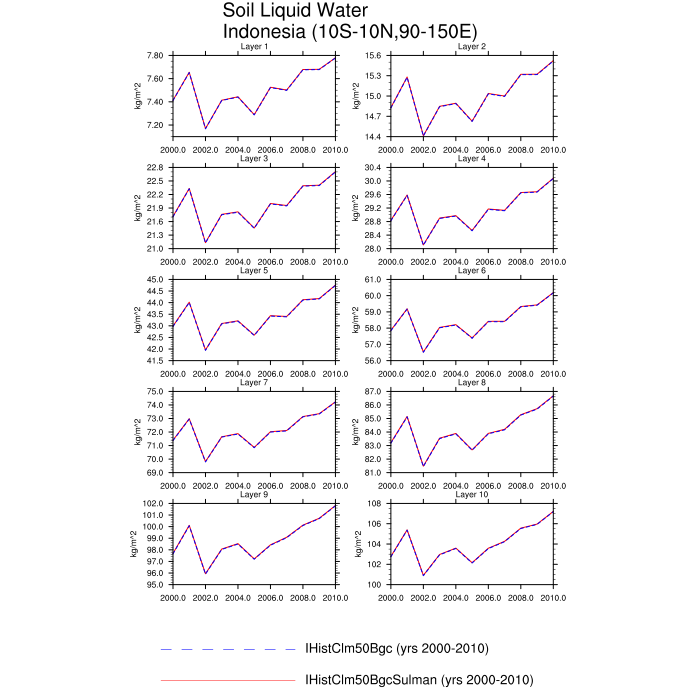 Soil Liquid Water
Indonesia (10S-10N,90-150E)
Layer 1
Layer 2
7.80
7.60
7.40
7.20
kg/m^2
2000.0 2002.0 2004.0 2006.0 2008.0 2010.0
15.6
15.3
15.0
14.7
14.4
kg/m^2
2000.0 2002.0 2004.0 2006.0 2008.0 2010.0
Layer 3
Layer 4
22.8
22.5
22.2
21.9
21.6
21.3
21.0
kg/m^2
2000.0 2002.0 2004.0 2006.0 2008.0 2010.0
30.4
30.0
29.6
29.2
28.8
28.4
28.0
kg/m^2
2000.0 2002.0 2004.0 2006.0 2008.0 2010.0
Layer 5
Layer 6
45.0
44.5
44.0
43.5
43.0
42.5
42.0
41.5
kg/m^2
2000.0 2002.0 2004.0 2006.0 2008.0 2010.0
61.0
60.0
59.0
58.0
57.0
56.0
kg/m^2
2000.0 2002.0 2004.0 2006.0 2008.0 2010.0
Layer 7
Layer 8
75.0
74.0
73.0
72.0
71.0
70.0
69.0
kg/m^2
2000.0 2002.0 2004.0 2006.0 2008.0 2010.0
87.0
86.0
85.0
84.0
83.0
82.0
81.0
kg/m^2
2000.0 2002.0 2004.0 2006.0 2008.0 2010.0
Layer 9
Layer 10
102.0
101.0
100.0
99.0
98.0
97.0
96.0
95.0
kg/m^2
2000.0 2002.0 2004.0 2006.0 2008.0 2010.0
108
106
104
102
100
kg/m^2
2000.0 2002.0 2004.0 2006.0 2008.0 2010.0
IHistClm50Bgc (yrs 2000-2010)
IHistClm50BgcSulman (yrs 2000-2010)